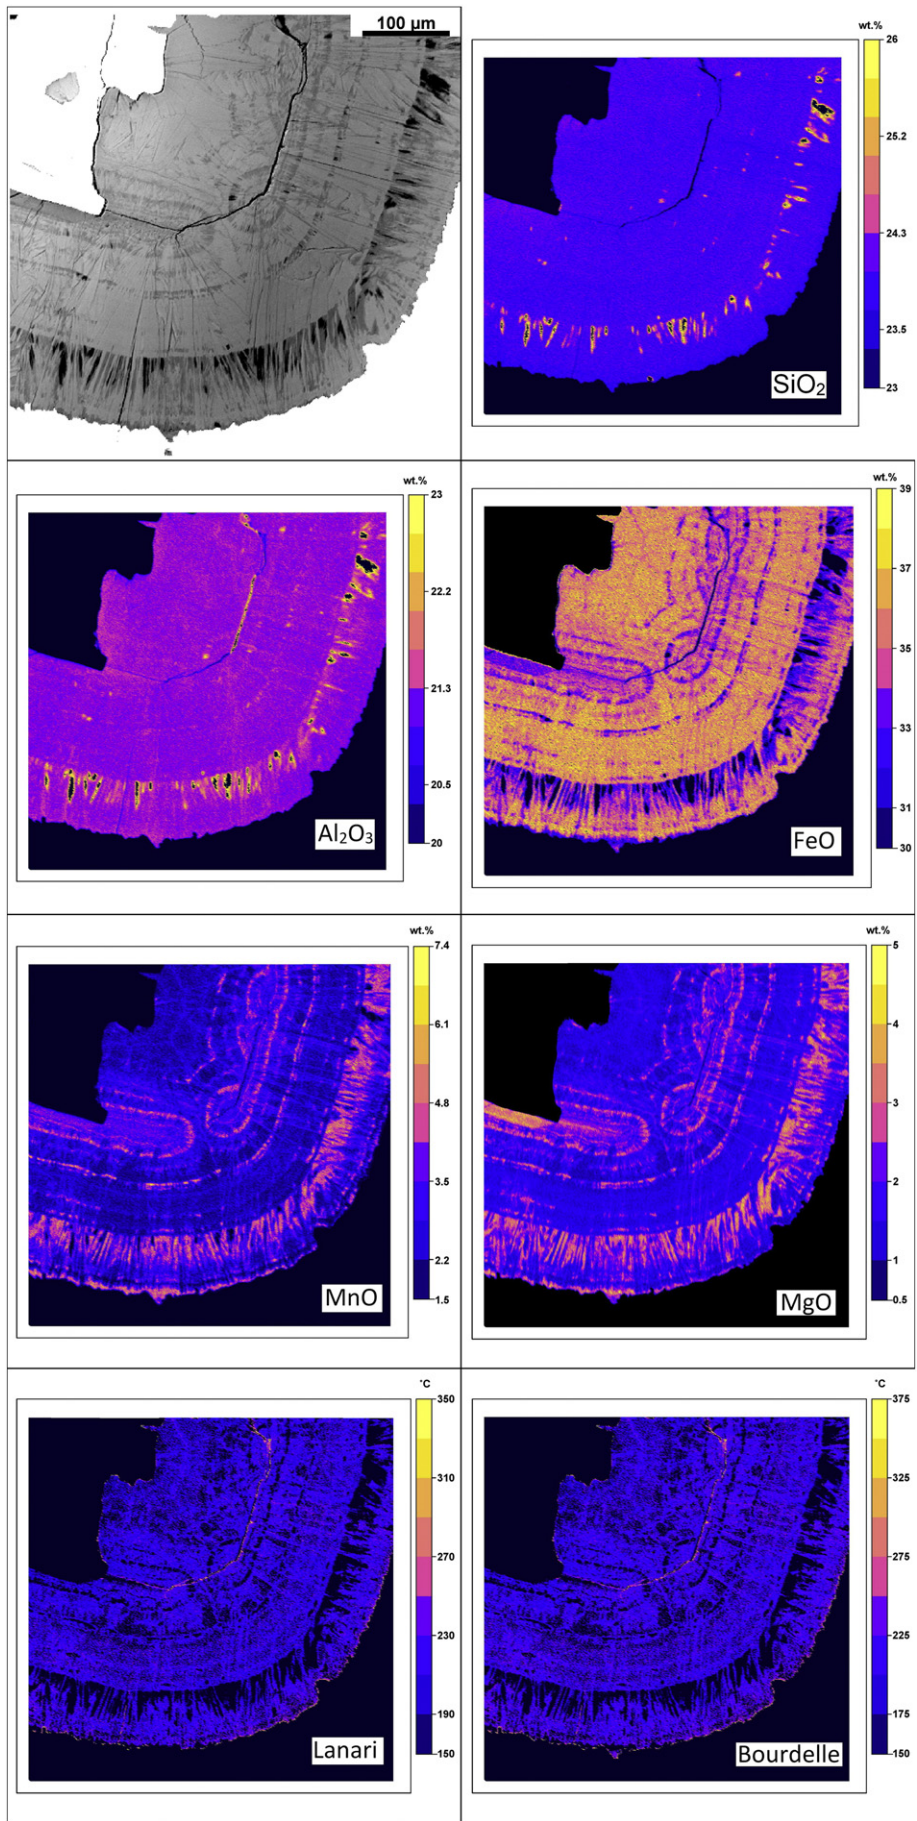 100 µm
wt.%
26
25.2
24.3
23.5
23
SiO₂
wt.%
23
22.2
21.3
20.5
20
Al₂O₃
wt.%
39
37
35
33
31
30
FeO
wt.%
7.4
6.1
4.8
3.5
2.2
1.5
MnO
wt.%
5
4
3
2
1
0.5
MgO
°C
350
310
270
230
190
150
Lanari
°C
375
325
275
225
175
150
Bourdelle